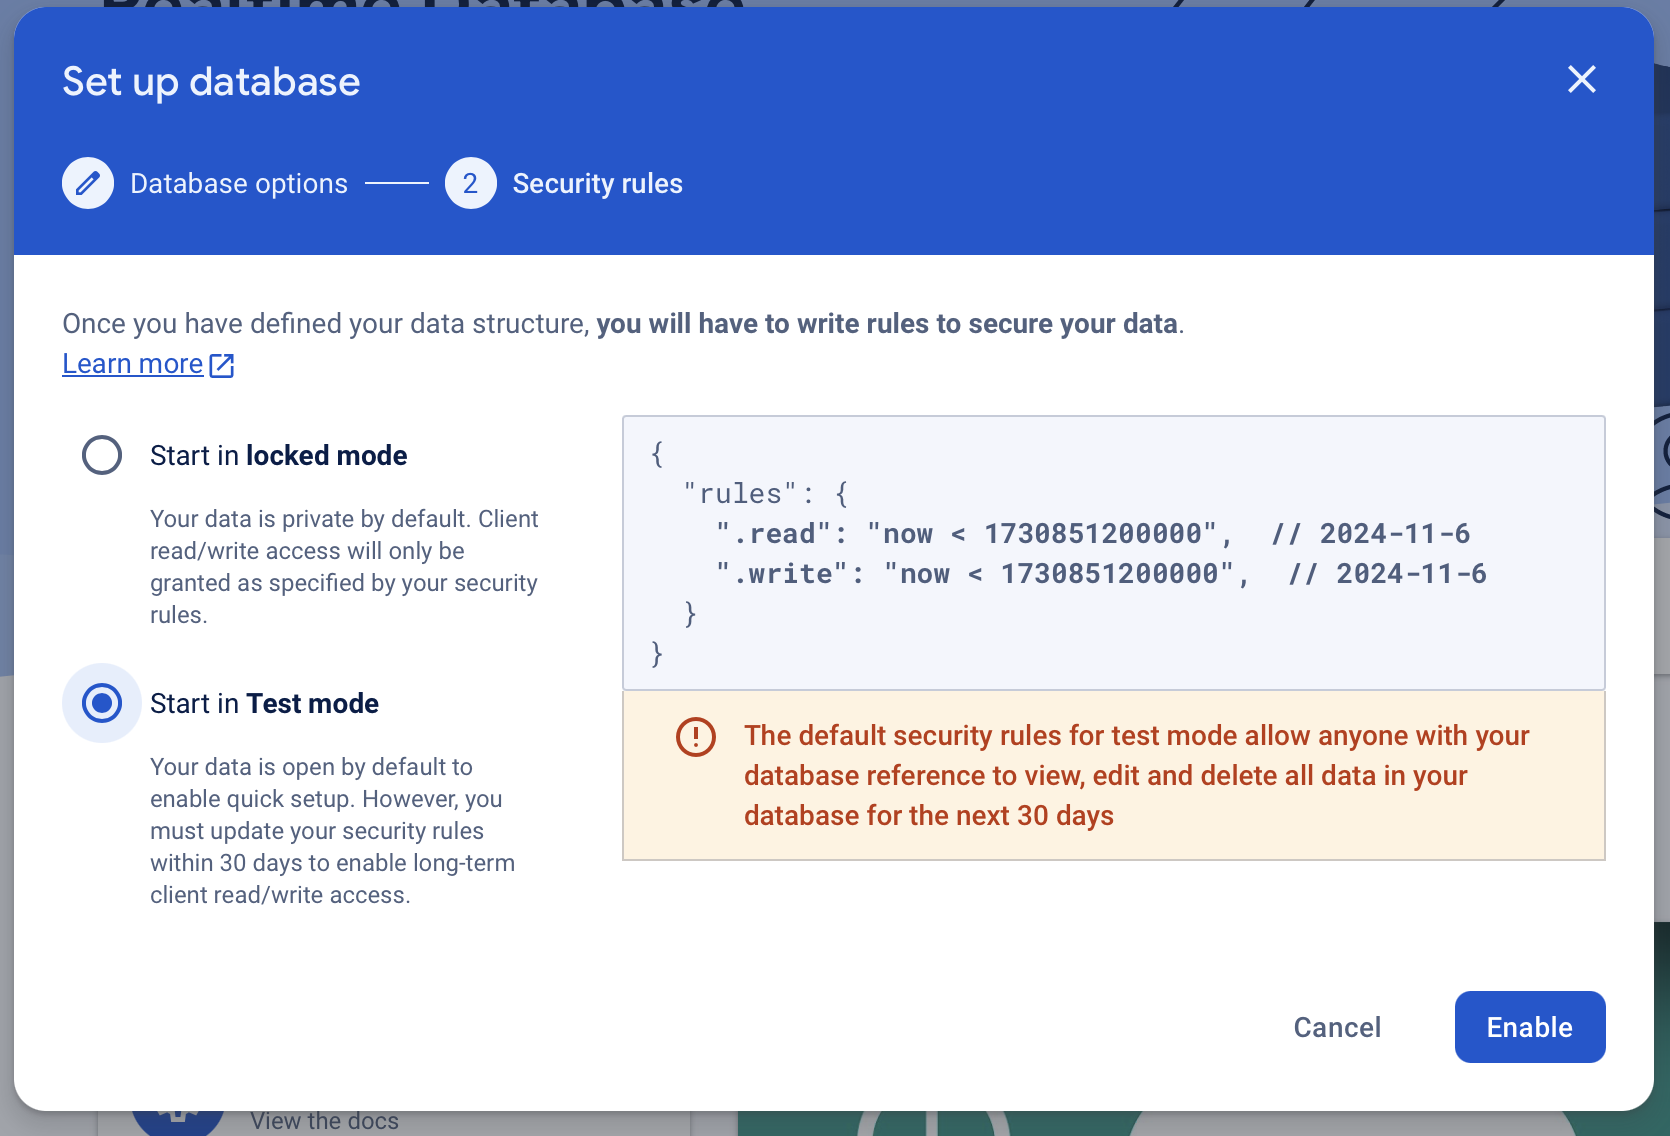 Realtime Database
Set up database
Database options
2
Security rules
Once you have defined your data structure, you will have to write rules to secure your data.
Learn more
Start in locked mode
Your data is private by default. Client
read/write access will only be
granted as specified by your security
rules.
Start in Test mode
Your data is open by default to
enable quick setup. However, you
must update your security rules
within 30 days to enable long-term
client read/write access.
{
"rules": {
".read": "now < 1730851200000",  // 2024-11-6
".write": "now < 1730851200000",  // 2024-11-6
}
}
The default security rules for test mode allow anyone with your
database reference to view, edit and delete all data in your
database for the next 30 days
Cancel
Enable
View the docs